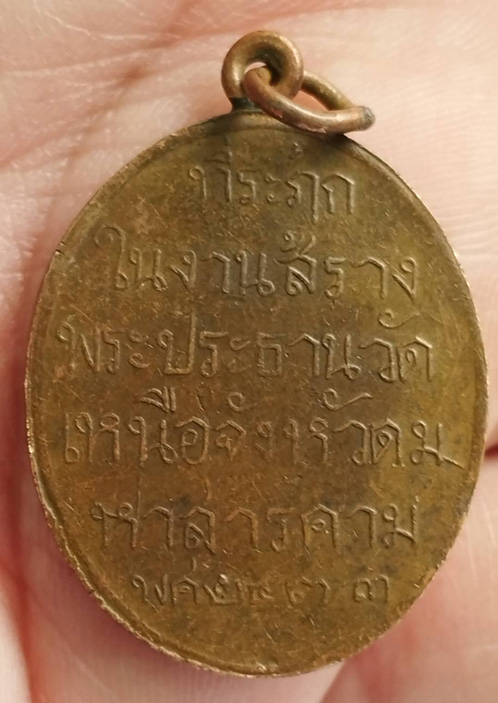 ที่ระฦก
ในงานสร้าง
พระประธานวัด
เหนือจังหวัดม
หาสารคาม
พศ๒๔๗๓